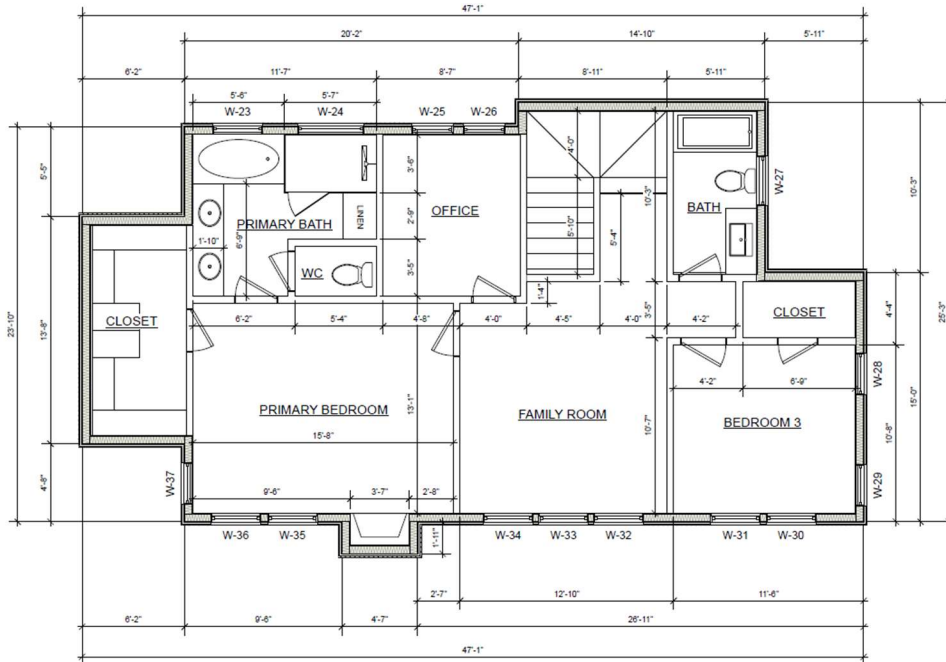 47'-1"
20'-2"
14'-10"
5'-11"
6'-2"
11'-7"
8'-7"
8'-11"
5'-11"
5'-6"
5'-7"
W-23
W-24
W-25
W-26
4'-0"
3'-6"
5'-5"
10'-3"
W-27
10'-3"
LINEN
BATH
OFFICE
PRIMARY BATH
2'-9"
5'-10"
5'-4"
6'-9"
1'-10"
WC
3'-5"
1'-4"
4'-4"
25'-3"
23'-10"
13'-8"
CLOSET
CLOSET
6'-2"
5'-4"
4'-8"
4'-0"
4'-5"
4'-0"
3'-5"
4'-2"
W-28
4'-2"
6'-9"
15'-0"
PRIMARY BEDROOM
13'-1"
FAMILY ROOM
10'-7"
BEDROOM 3
10'-8"
15'-8"
4'-8"
W-37
9'-6"
3'-7"
2'-8"
W-29
W-36
W-35
W-34
W-33
W-32
W-31
W-30
1'-11"
2'-7"
12'-10"
11'-6"
6'-2"
9'-6"
4'-7"
26'-11"
47'-1"